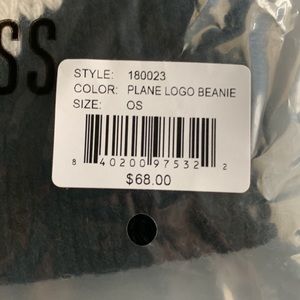 SS
STYLE: 180023
COLOR: PLANE LOGO BEANIE
SIZE: OS
8 40200 97532 2
$68.00